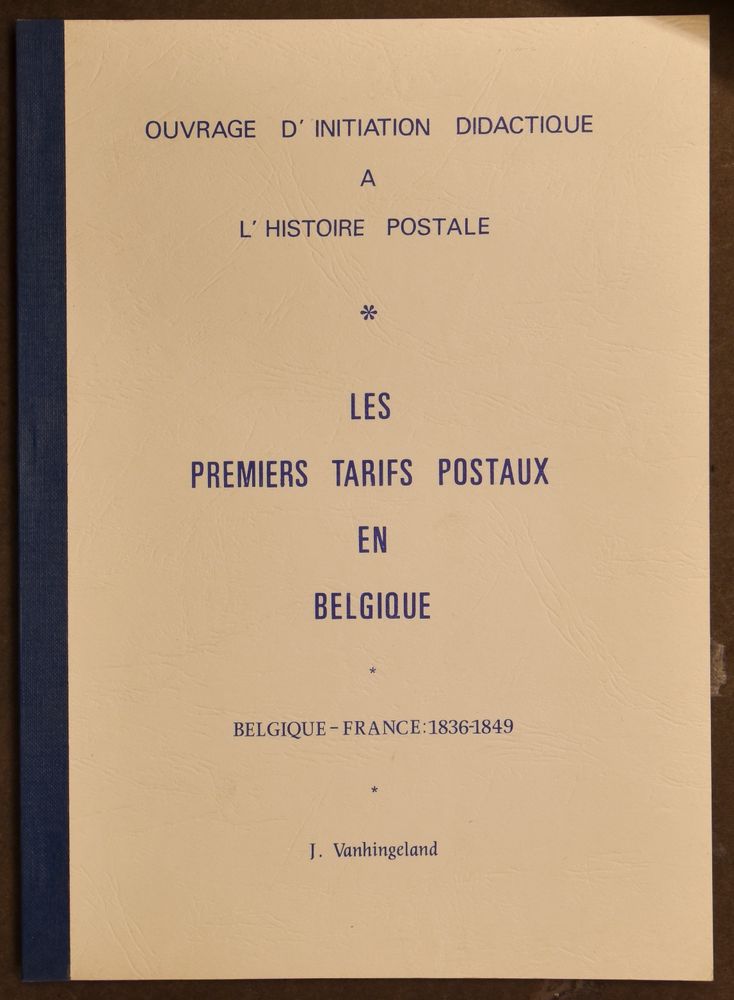 OUVRAGE D' INITIATION DIDACTIQUE
A
L' HISTOIRE POSTALE
*
LES
PREMIERS TARIFS POSTAUX
EN
BELGIQUE
*
BELGIQUE – FRANCE: 1836-1849
*
J. Vanhingeland